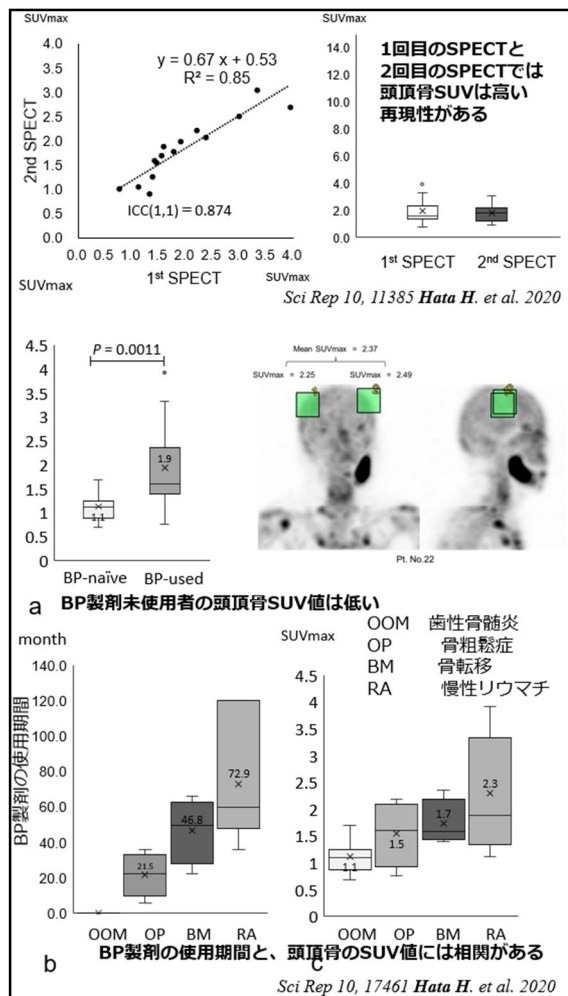 SUVmax
SUVmax
4.0
3.5
3.0
2.5
2.0
1.5
1.0
0.5
0.0
2nd SPECT
y = 0.67 x + 0.53
R² = 0.85
ICC(1,1) = 0.874
0.0 0.5 1.0 1.5 2.0 2.5 3.0 3.5 4.0
1st SPECT
SUVmax
14.0
12.0
10.0
8.0
6.0
4.0
2.0
0.0
1回目のSPECTと
2回目のSPECTでは
頭頂骨SUVは高い
再現性がある
1st SPECT 2nd SPECT
Sci Rep 10, 11385 Hata H. et al. 2020
4.5
4
3.5
3
2.5
2
1.5
1
0.5
0
P = 0.0011
1.1
1.9
BP-naïve BP-used
Mean SUVmax = 2.37
SUVmax = 2.25 SUVmax = 2.49
Pt. No.22
a BP製剤未使用者の頭頂骨SUV値は低い
month
BP製剤の使用期間
140.0
120.0
100.0
80.0
60.0
40.0
20.0
0.0
21.5
46.8
72.9
OOM OP BM RA
b
SUVmax
OOM 歯性骨髄炎
OP 骨粗鬆症
BM 骨転移
RA 慢性リウマチ
4.5
4
3.5
3
2.5
2
1.5
1
0.5
0
1.1
1.5
1.7
2.3
OOM OP BM RA
c
BP製剤の使用期間と、頭頂骨のSUV値には相関がある
Sci Rep 10, 17461 Hata H. et al. 2020